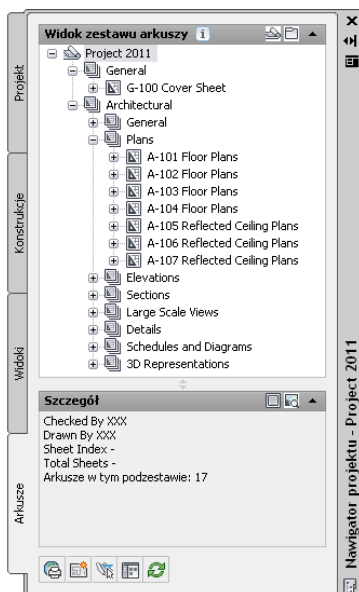 Widok zestawu arkuszy
Project 2011
General
G-100 Cover Sheet
Architectural
General
Plans
A-101 Floor Plans
A-102 Floor Plans
A-103 Floor Plans
A-104 Floor Plans
A-105 Reflected Ceiling Plans
A-106 Reflected Ceiling Plans
A-107 Reflected Ceiling Plans
Elevations
Sections
Large Scale Views
Details
Schedules and Diagrams
3D Representations
Szczegół
Checked By XXX
Drawn By XXX
Sheet Index -
Total Sheets -
Arkusze w tym podzestawie: 17
Projekt
Konstrukcje
Widoki
Arkusze
Nawigator projektu - Project 2011